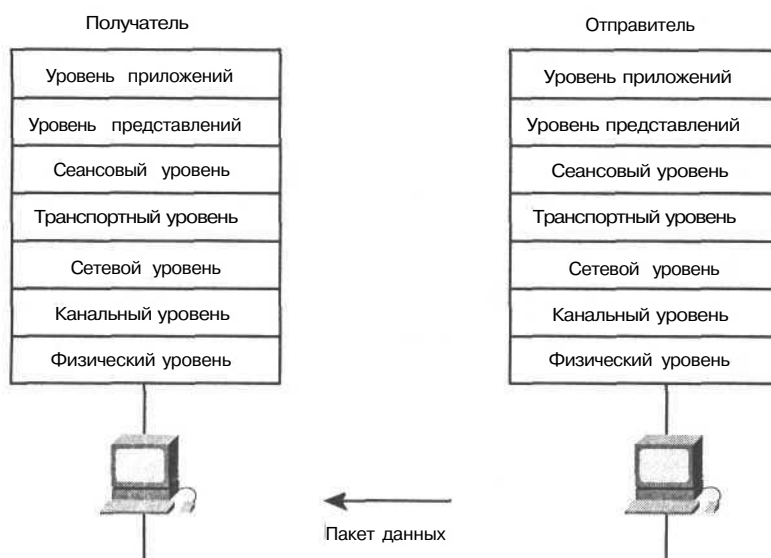 Получатель
Уровень приложений
Уровень представлений
Сеансовый уровень
Транспортный уровень
Сетевой уровень
Канальный уровень
Физический уровень
Отправитель
Уровень приложений
Уровень представлений
Сеансовый уровень
Транспортный уровень
Сетевой уровень
Канальный уровень
Физический уровень
Пакет данных